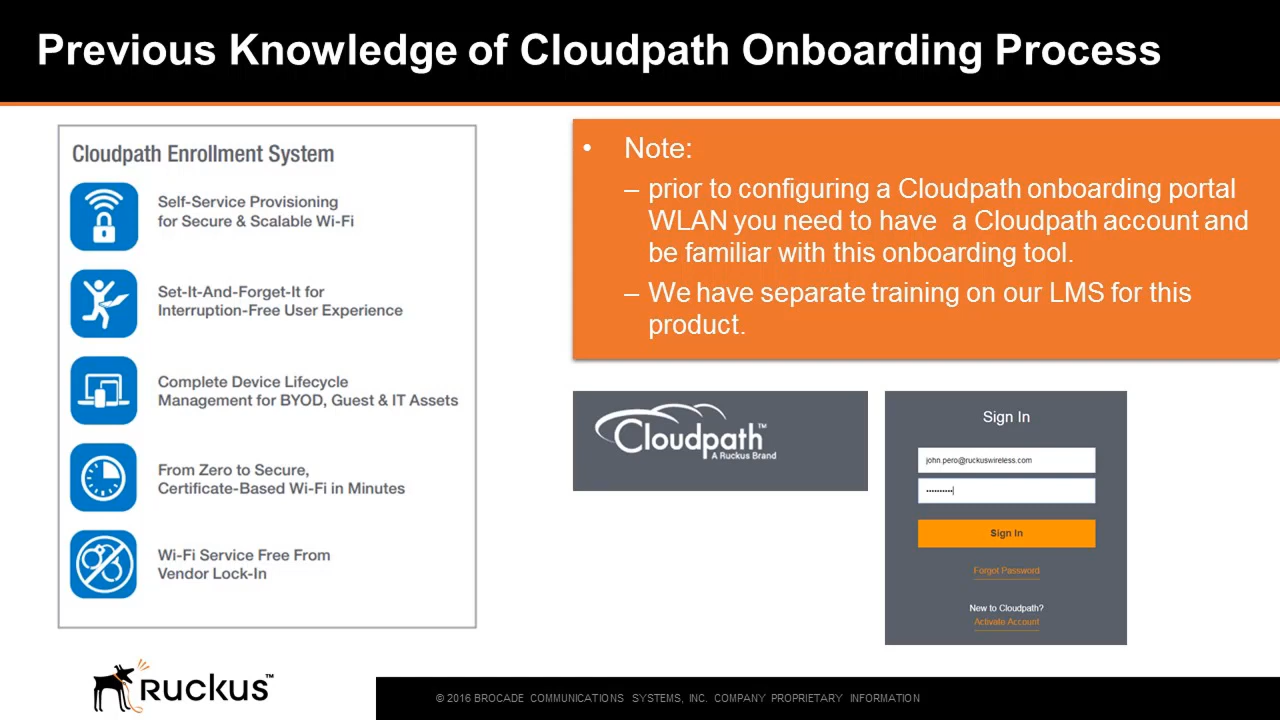 Previous Knowledge of Cloudpath Onboarding Process
Cloudpath Enrollment System
Self-Service Provisioning
for Secure & Scalable Wi-Fi
Set-It-And-Forget-It for
Interruption-Free User Experience
Complete Device Lifecycle
Management for BYOD, Guest & IT Assets
From Zero to Secure,
Certificate-Based Wi-Fi in Minutes
Wi-Fi Service Free From
Vendor Lock-In
• Note:
– prior to configuring a Cloudpath onboarding portal
WLAN you need to have a Cloudpath account and
be familiar with this onboarding tool.
– We have separate training on our LMS for this
product.
Cloudpath™
A Ruckus Brand
Sign In
john.pero@ruckuswireless.com
••••••••••
Sign In
Forgot Password
New to Cloudpath?
Activate Account
Ruckus™
© 2016 BROCADE COMMUNICATIONS SYSTEMS, INC. COMPANY PROPRIETARY INFORMATION